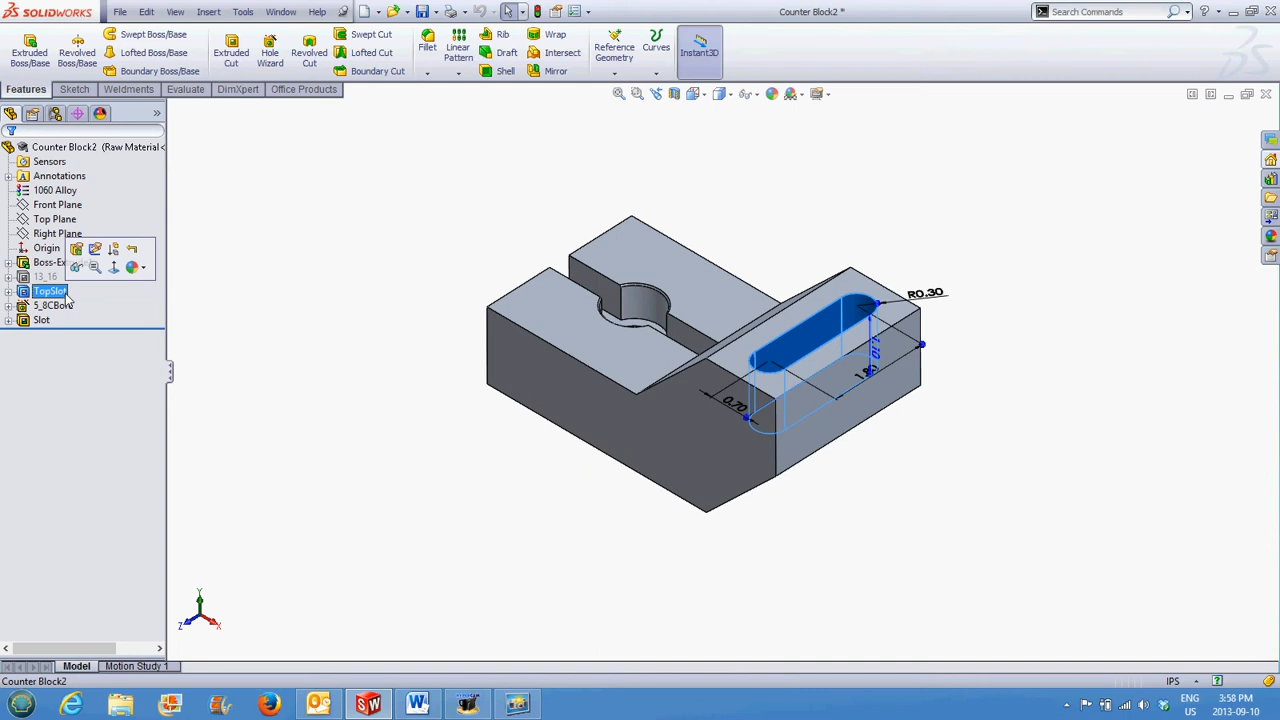 SOLIDWORKS
File Edit View Insert Tools Window Help
Counter Block2 *
Search Commands
Extruded Boss/Base
Revolved Boss/Base
Swept Boss/Base
Lofted Boss/Base
Boundary Boss/Base
Extruded Cut
Hole Wizard
Revolved Cut
Swept Cut
Lofted Cut
Boundary Cut
Fillet
Linear Pattern
Rib
Draft
Shell
Wrap
Intersect
Mirror
Reference Geometry
Curves
Instant3D
Features Sketch Weldments Evaluate DimXpert Office Products
Counter Block2 (Raw Material<
Sensors
Annotations
1060 Alloy
Front Plane
Top Plane
Right Plane
Origin
13_16
TopSlot
Slot
R0.30
0.70
Y
Z
X
Model Motion Study 1
Counter Block2
IPS
ENG
US
3:58 PM
2013-09-10